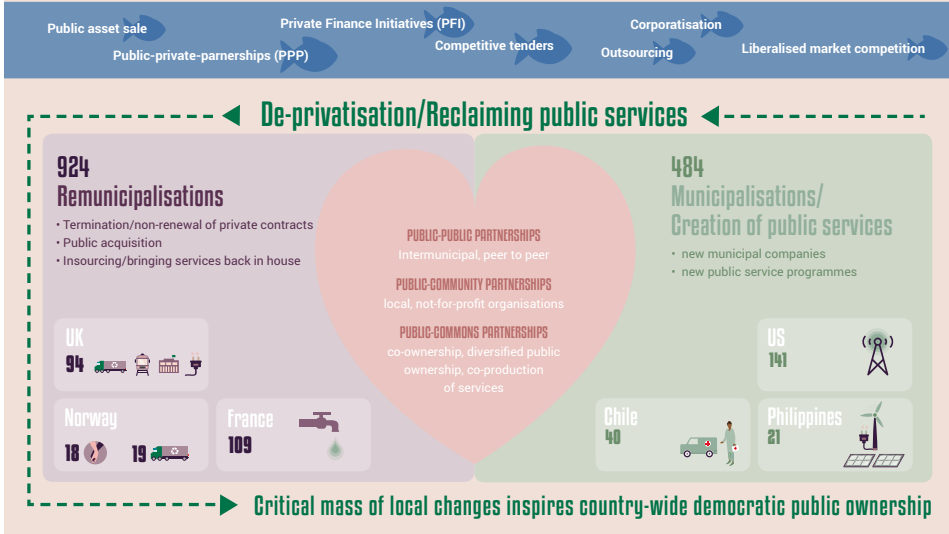 Public asset sale
Private Finance Initiatives (PFI)
Corporatisation
Public-private-parnerships (PPP)
Competitive tenders
Outsourcing
Liberalised market competition
De-privatisation/Reclaiming public services
924
Remunicipalisations
• Termination/non-renewal of private contracts
• Public acquisition
• Insourcing/bringing services back in house
PUBLIC-PUBLIC PARTNERSHIPS
Intermunicipal, peer to peer
PUBLIC-COMMUNITY PARTNERSHIPS
local, not-for-profit organisations
PUBLIC-COMMONS PARTNERSHIPS
co-ownership, diversified public
ownership, co-production
of services
484
Municipalisations/
Creation of public services
• new municipal companies
• new public service programmes
UK
94
Norway
18
19
France
109
US
141
Chile
40
Philippines
21
Critical mass of local changes inspires country-wide democratic public ownership